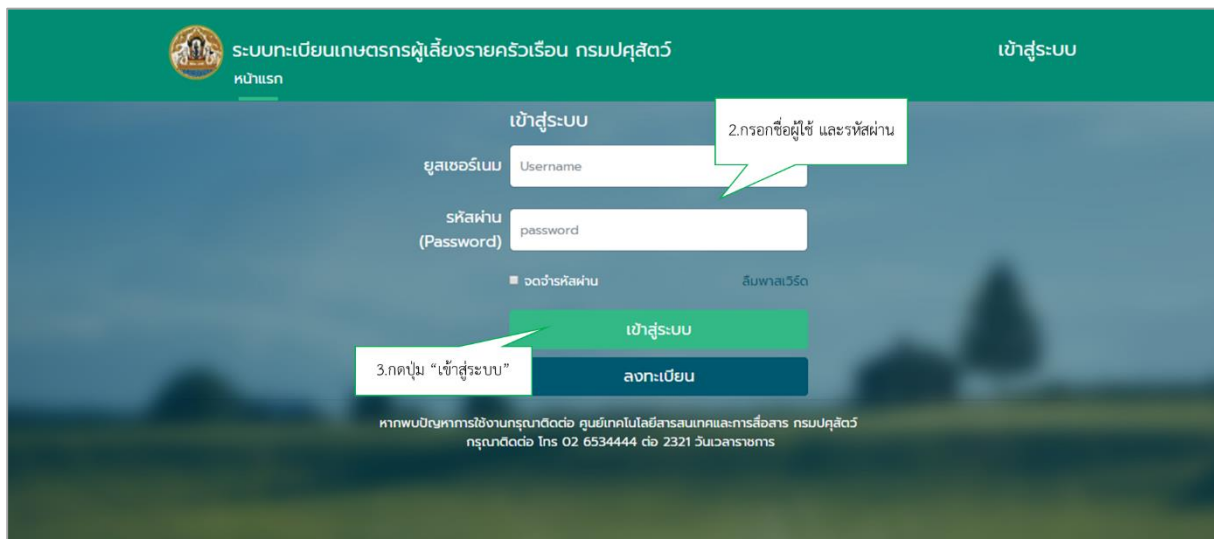 ระบบทะเบียนเกษตรกรผู้เลี้ยงรายครัวเรือน กรมปศุสัตว์
เข้าสู่ระบบ
หน้าแรก
เข้าสู่ระบบ
2.กรอกชื่อผู้ใช้ และรหัสผ่าน
ยูสเซอร์เนม
Username
รหัสผ่าน
(Password)
password
จดจำรหัสผ่าน
ลืมพาสเวิร์ด
เข้าสู่ระบบ
3.กดปุ่ม “เข้าสู่ระบบ”
ลงทะเบียน
หากพบปัญหาการใช้งานกรุณาติดต่อ ศูนย์เทคโนโลยีสารสนเทศและการสื่อสาร กรมปศุสัตว์
กรุณาติดต่อ โทร 02 6534444 ต่อ 2321 วันเวลาราชการ